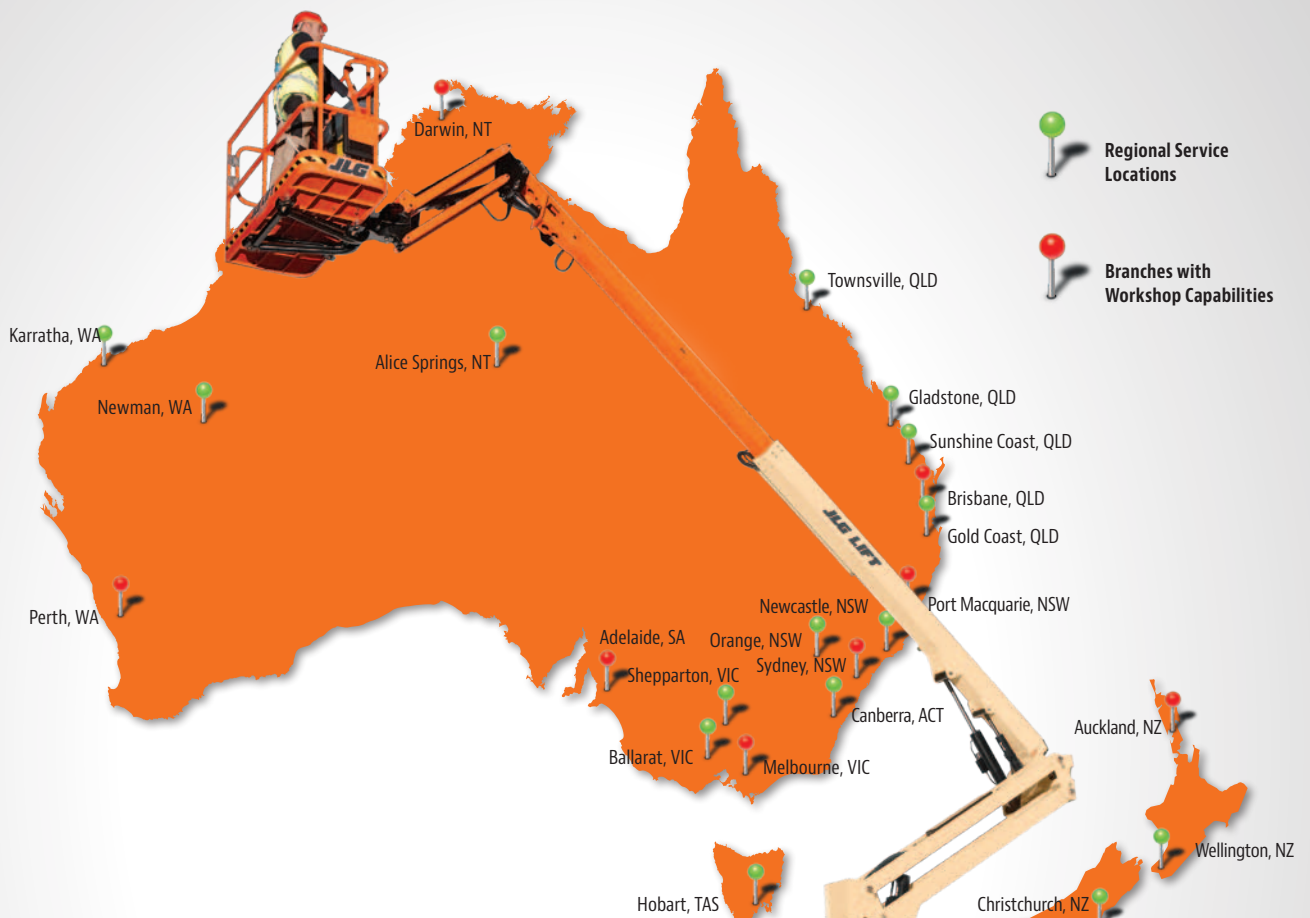 Darwin, NT
JLG
Regional Service
Locations
Branches with
Workshop Capabilities
Townsville, QLD
Karratha, WA
Alice Springs, NT
Newman, WA
Gladstone, QLD
Sunshine Coast, QLD
Brisbane, QLD
JLG LIFT
Gold Coast, QLD
Perth, WA
Newcastle, NSW
Port Macquarie, NSW
Adelaide, SA
Orange, NSW
Sydney, NSW
Shepparton, VIC
Canberra, ACT
Auckland, NZ
Ballarat, VIC
Melbourne, VIC
Wellington, NZ
Hobart, TAS
Christchurch, NZ